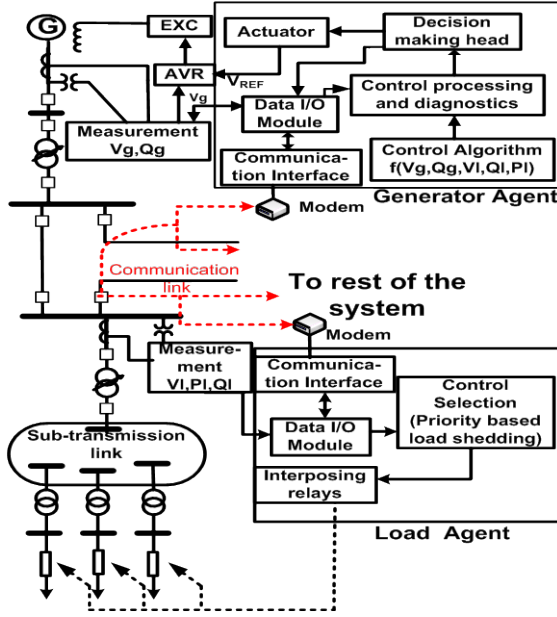 G
EXC
AVR
Actuator
Decision
making head
VREF
Vg
Measurement
Vg,Qg
Data I/O
Module
Control processing
and diagnostics
Communica-
tion Interface
Control Algorithm
f(Vg,Qg,Vl,Ql,Pl)
Modem
Generator Agent
Communication
link
To rest of the
system
Modem
Measure-
ment
Vl,Pl,Ql
Communica-
tion Interface
Control
Selection
(Priority based
load shedding)
Data I/O
Module
Sub-transmission
link
Interposing
relays
Load Agent